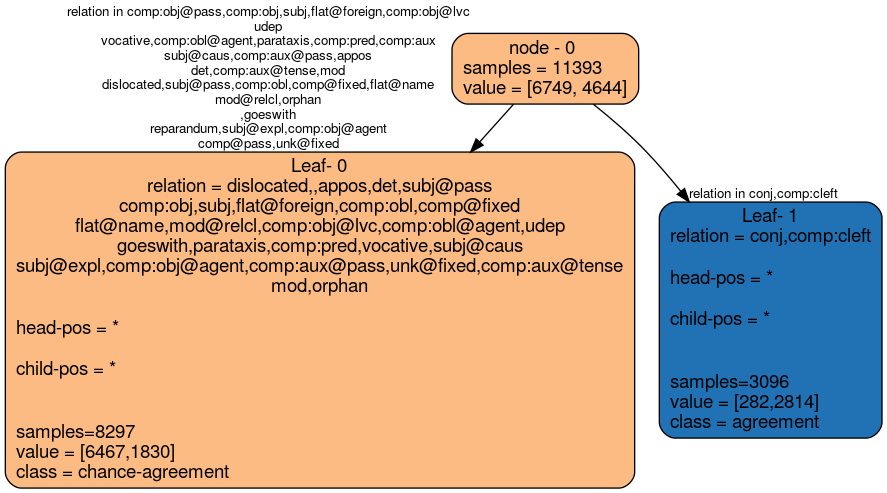 relation in comp:obj@pass,comp:obj,subj,flat@foreign,comp:obj@lvc
udep
vocative,comp:obl@agent,parataxis,comp:pred,comp:aux
subj@caus,comp:aux@pass,appos
det,comp:aux@tense,mod
dislocated,subj@pass,comp:obl,comp@fixed,flat@name
mod@relcl,orphan
,goeswith
reparandum,subj@expl,comp:obj@agent
comp@pass,unk@fixed
node - 0
samples = 11393
value = [6749, 4644]
Leaf- 0
relation = dislocated,,appos,det,subj@pass
comp:obj,subj,flat@foreign,comp:obl,comp@fixed
flat@name,mod@relcl,comp:obj@lvc,comp:obl@agent,udep
goeswith,parataxis,comp:pred,vocative,subj@caus
subj@expl,comp:obj@agent,comp:aux@pass,unk@fixed,comp:aux@tense
mod,orphan
head-pos = *
child-pos = *
samples=8297
value = [6467,1830]
class = chance-agreement
relation in conj,comp:cleft
Leaf- 1
relation = conj,comp:cleft
head-pos = *
child-pos = *
samples=3096
value = [282,2814]
class = agreement